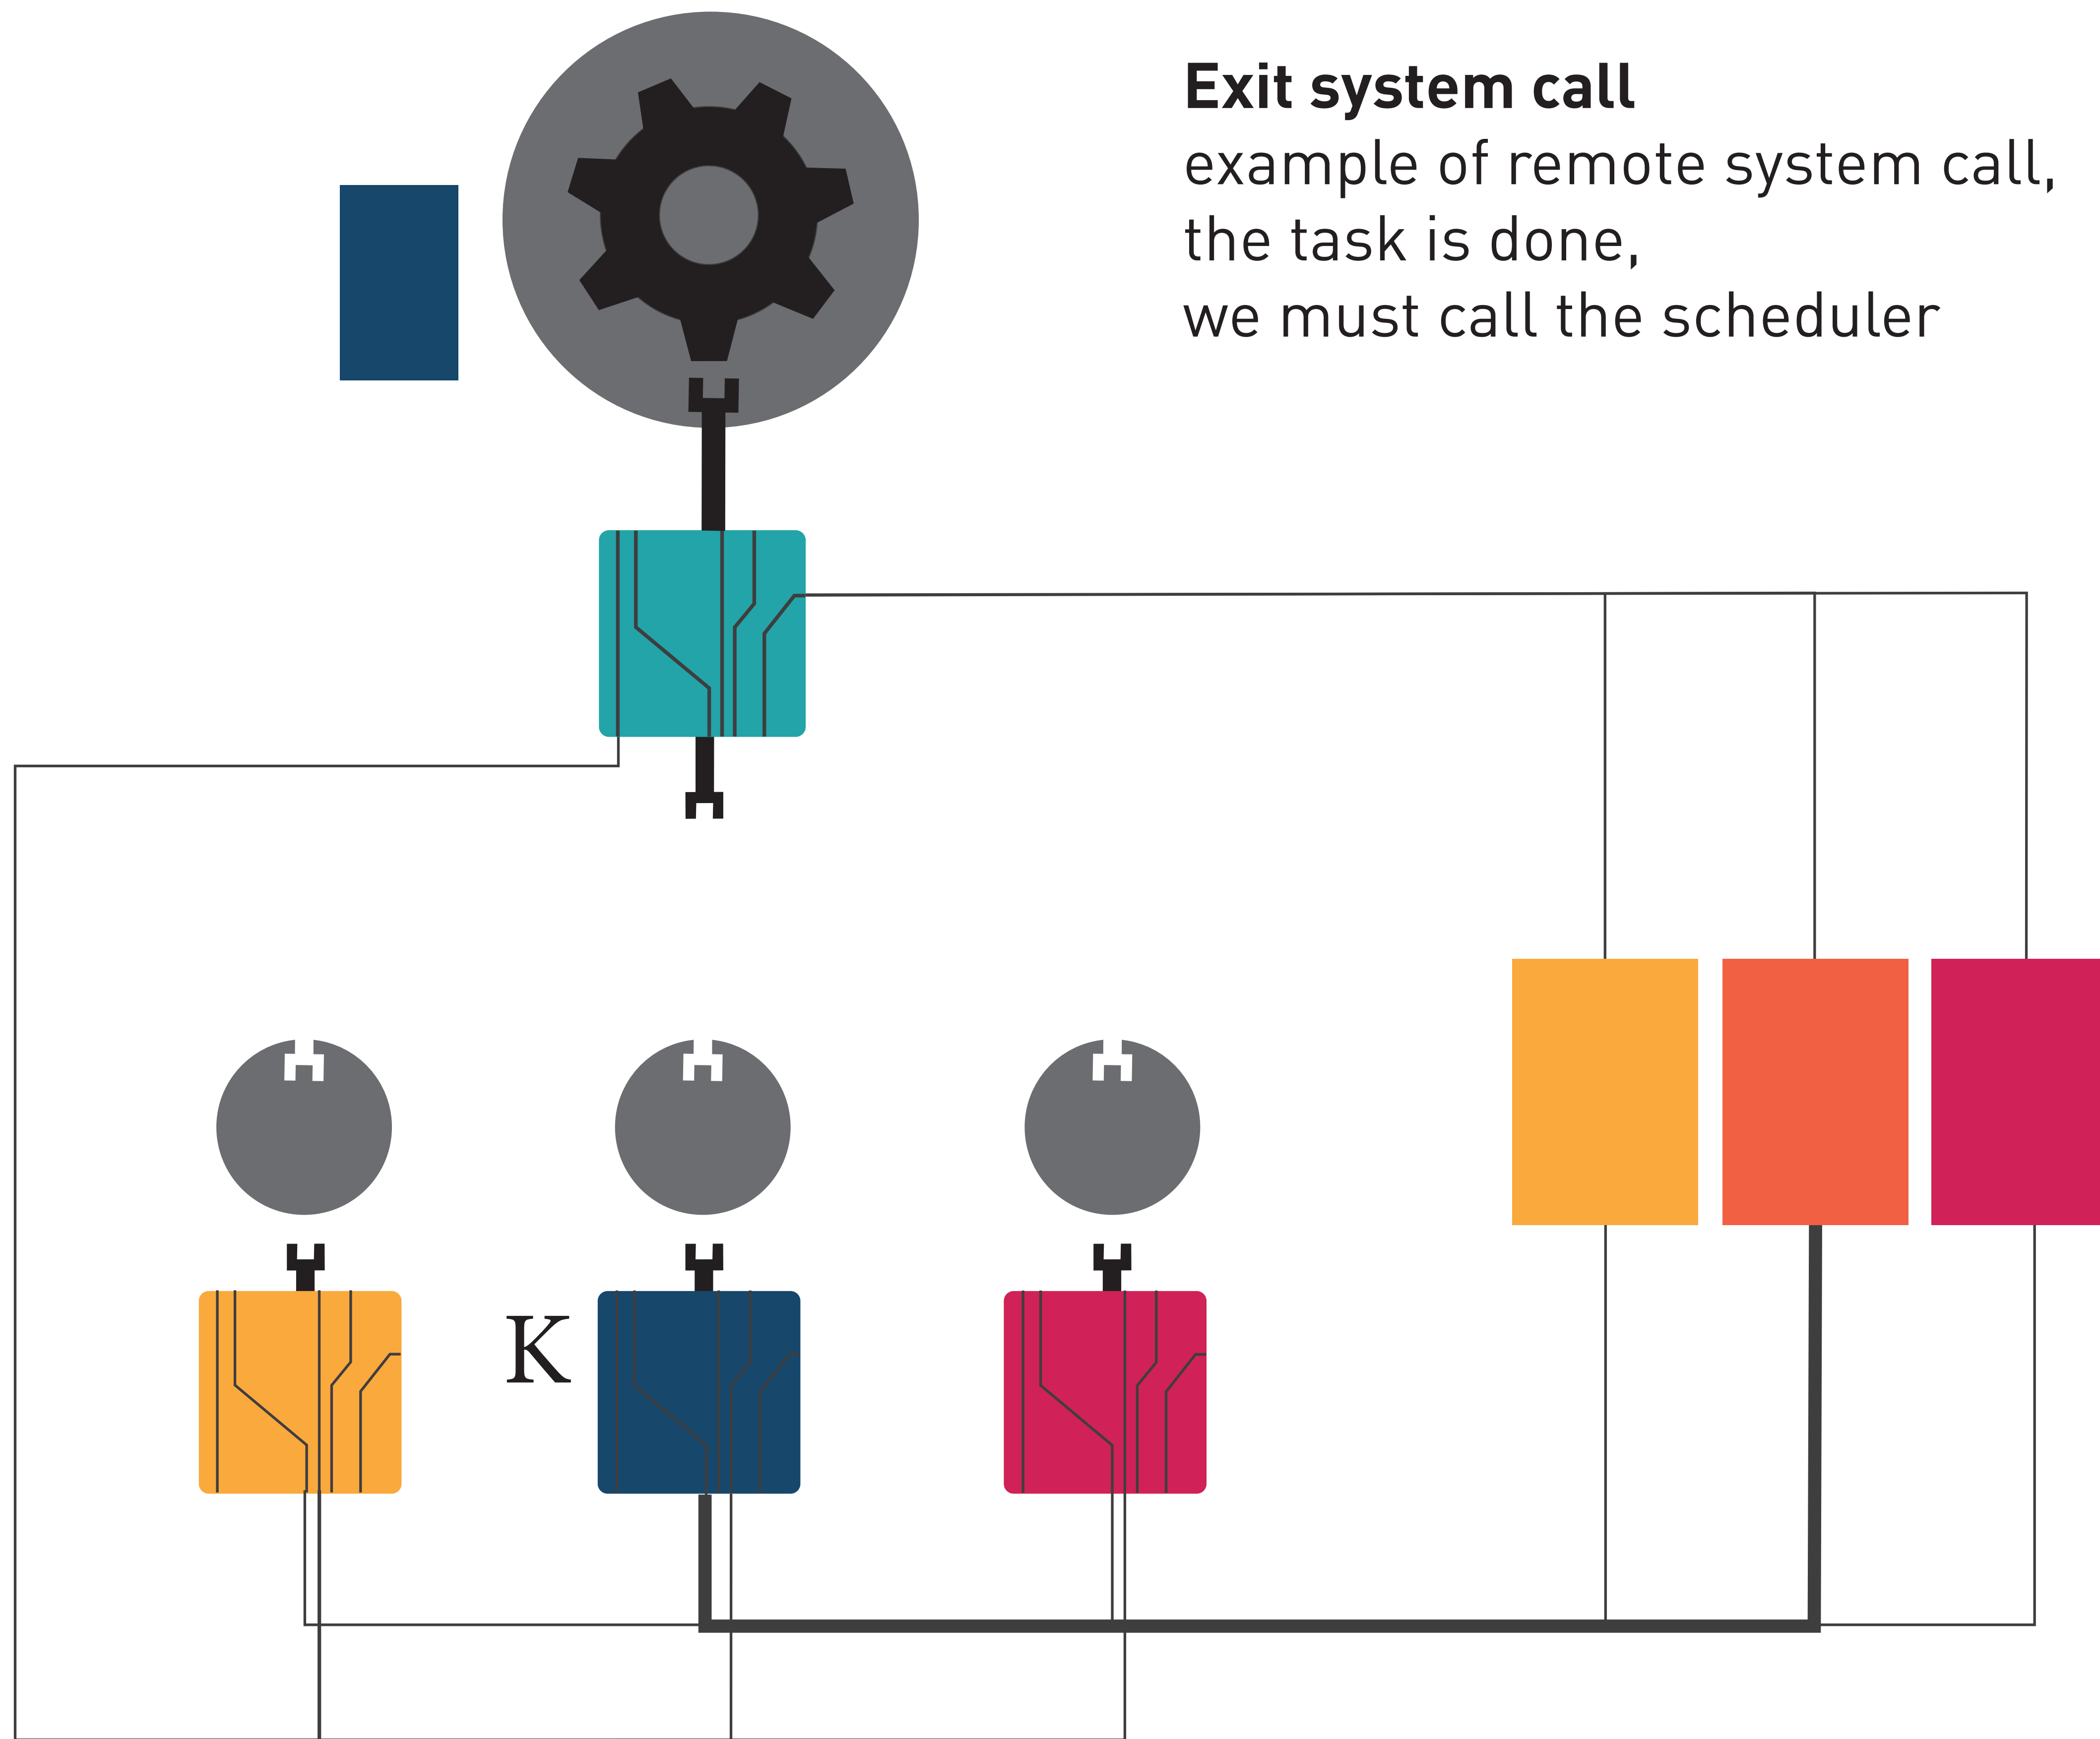 Exit system call
example of remote system call,
the task is done,
we must call the scheduler
K